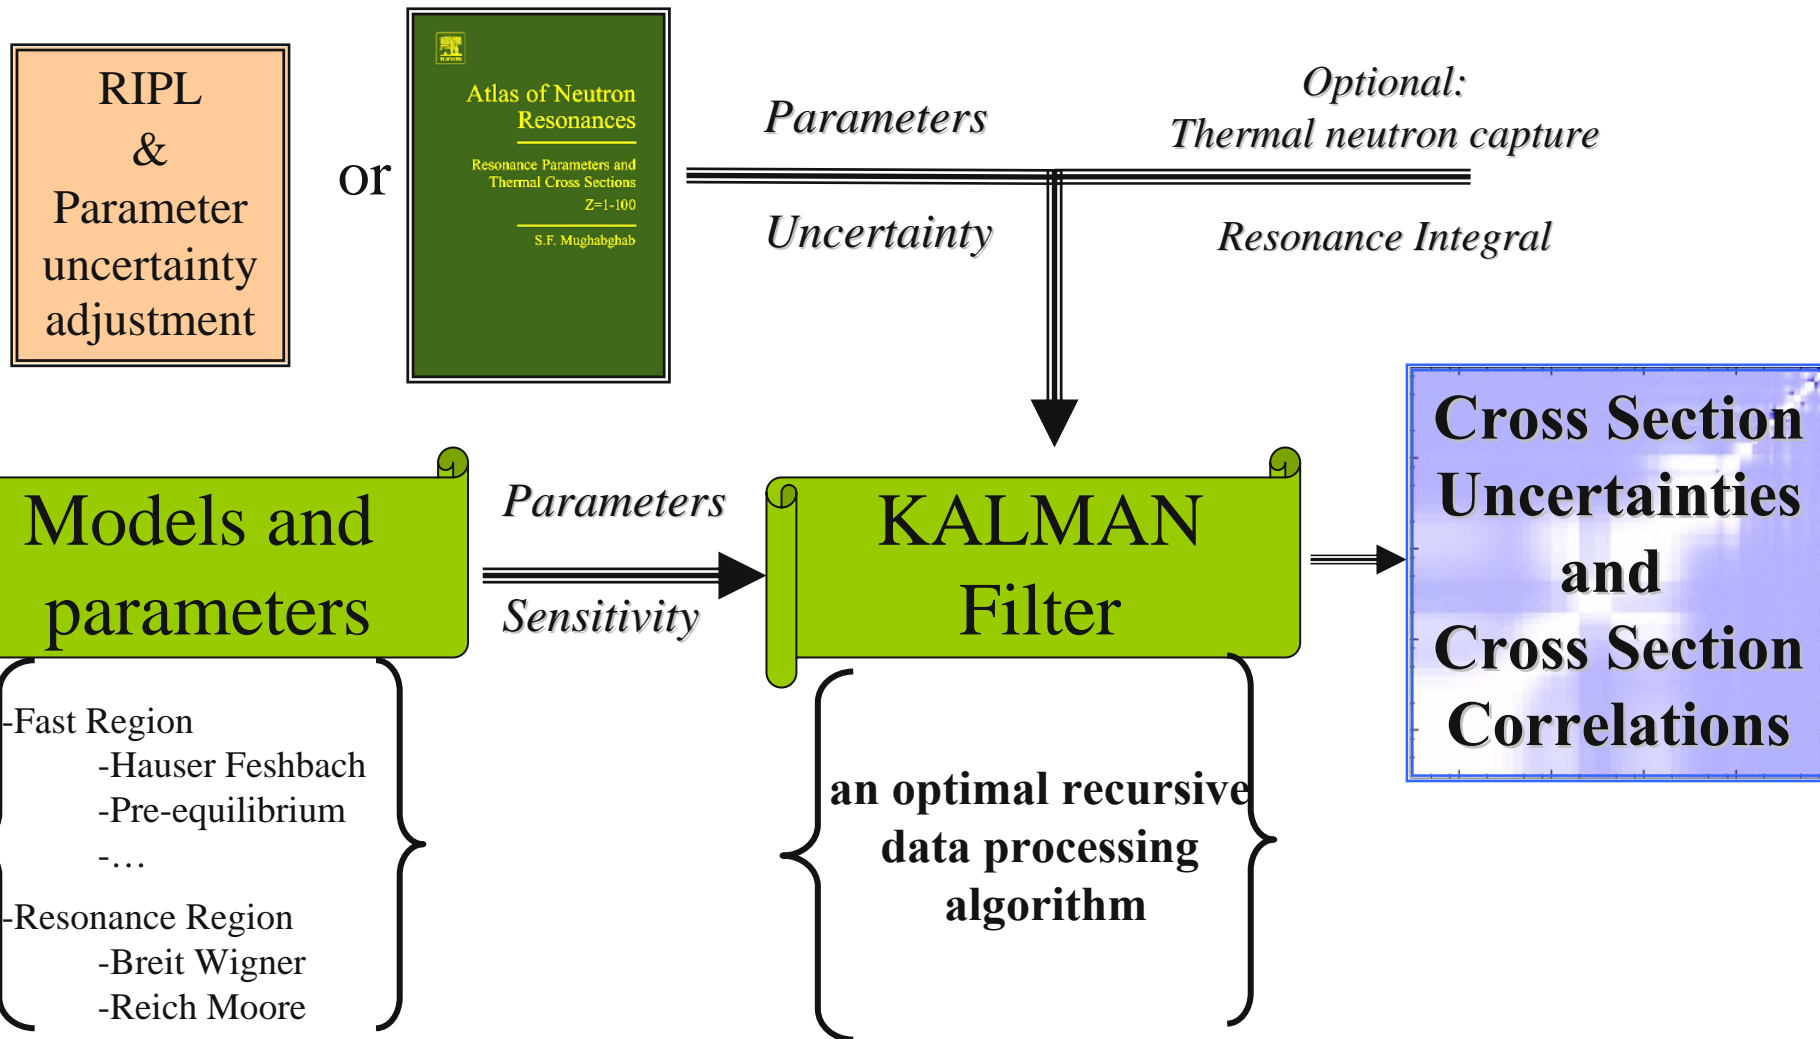 RIPL
&
Parameter
uncertainty
adjustment
or
Atlas of Neutron
Resonances
Resonance Parameters and
Thermal Cross Sections
Z=1-100
S.F. Mughabghab
Parameters
Uncertainty
Optional:
Thermal neutron capture
Resonance Integral
Models and
parameters
Parameters
Sensitivity
KALMAN
Filter
Cross Section
Uncertainties
and
Cross Section
Correlations
-Fast Region
-Hauser Feshbach
-Pre-equilibrium
-…
-Resonance Region
-Breit Wigner
-Reich Moore
an optimal recursive
data processing
algorithm